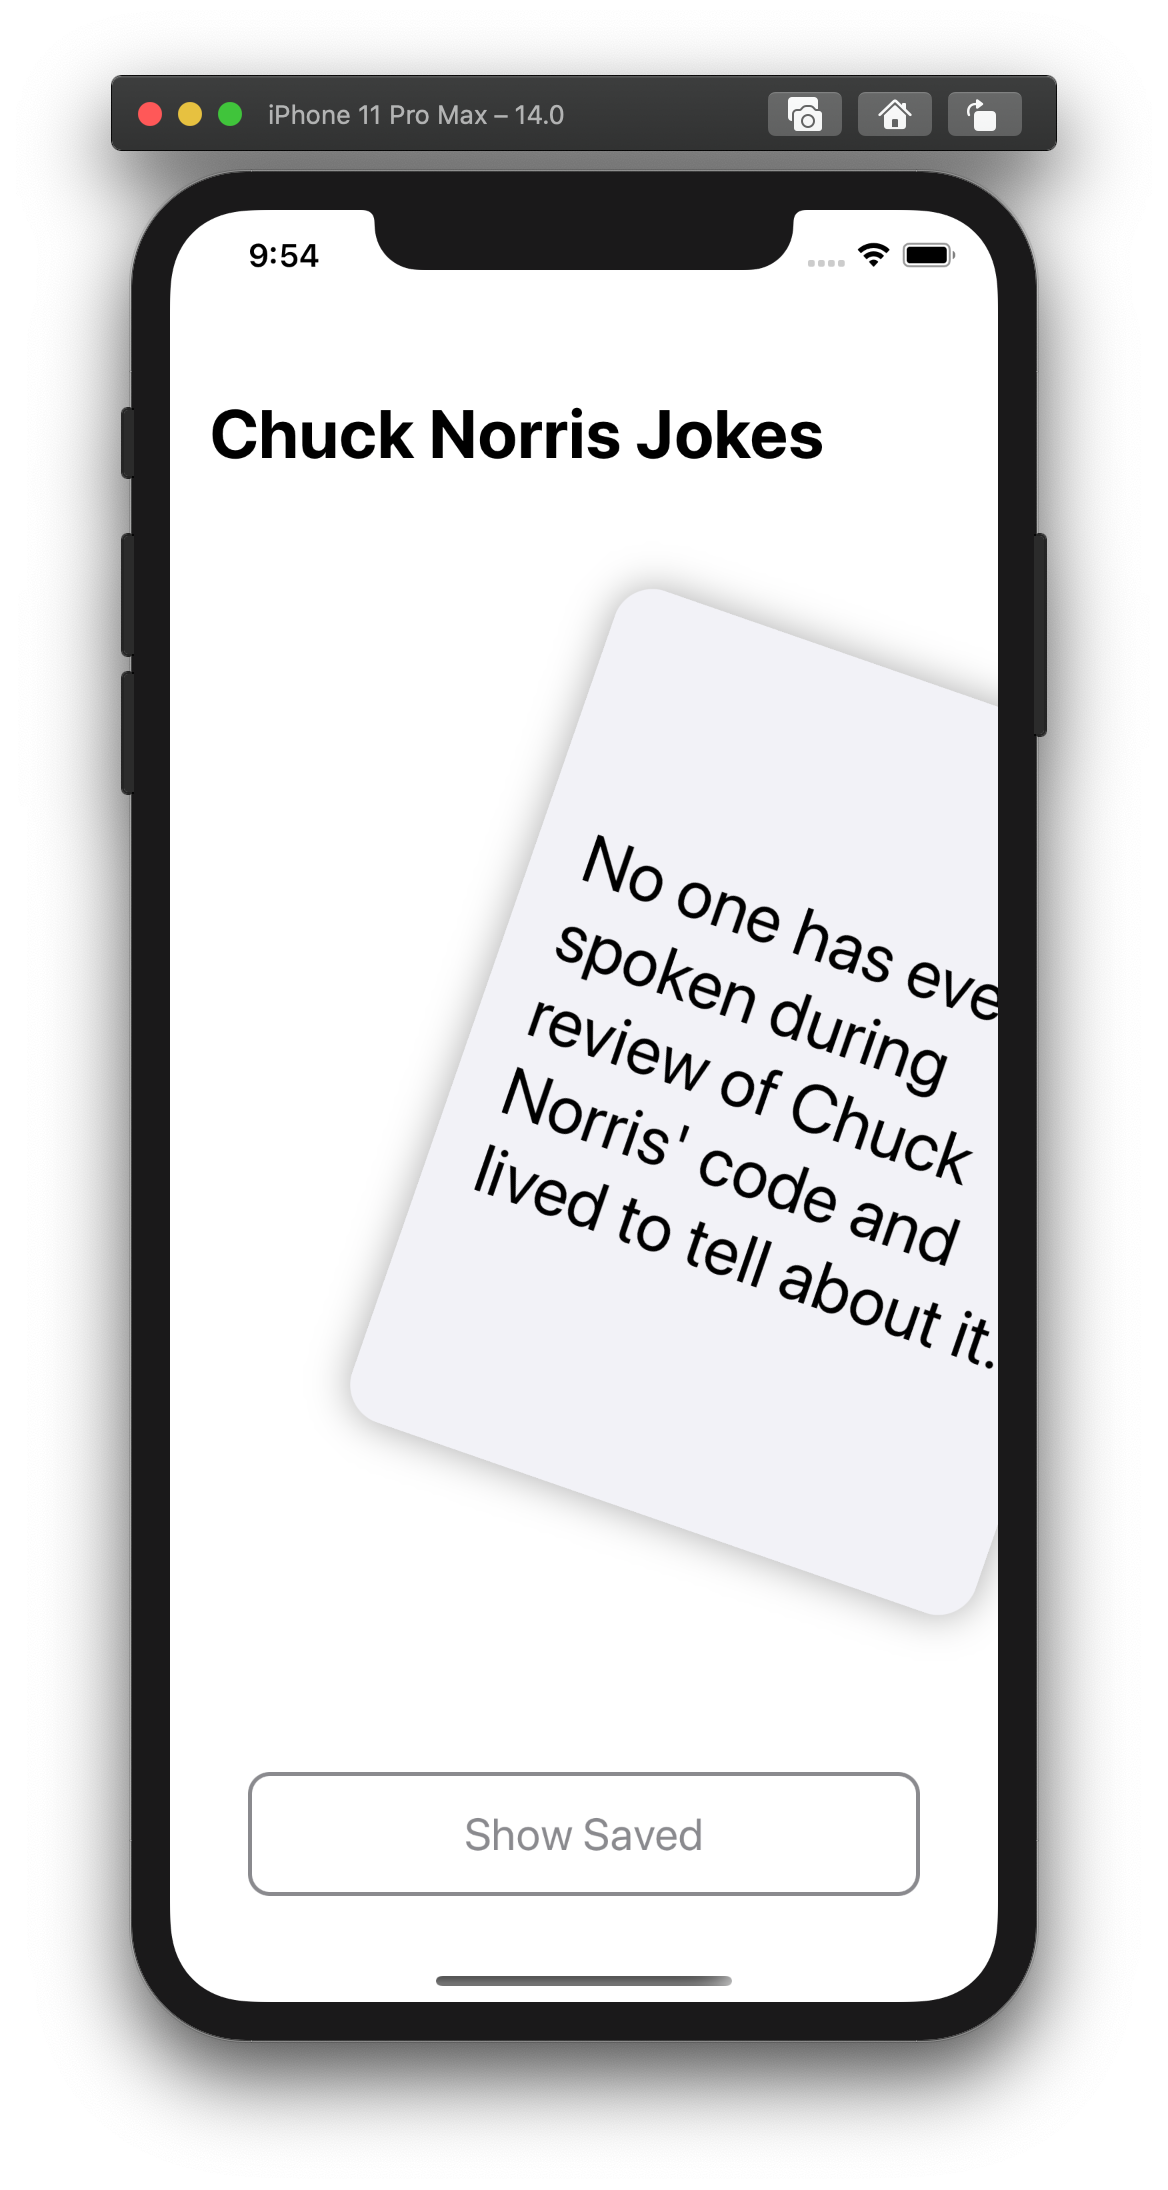 iPhone 11 Pro Max – 14.0
9:54
Chuck Norris Jokes
No one has eve
spoken during
review of Chuck
Norris' code and
lived to tell about it.
Show Saved